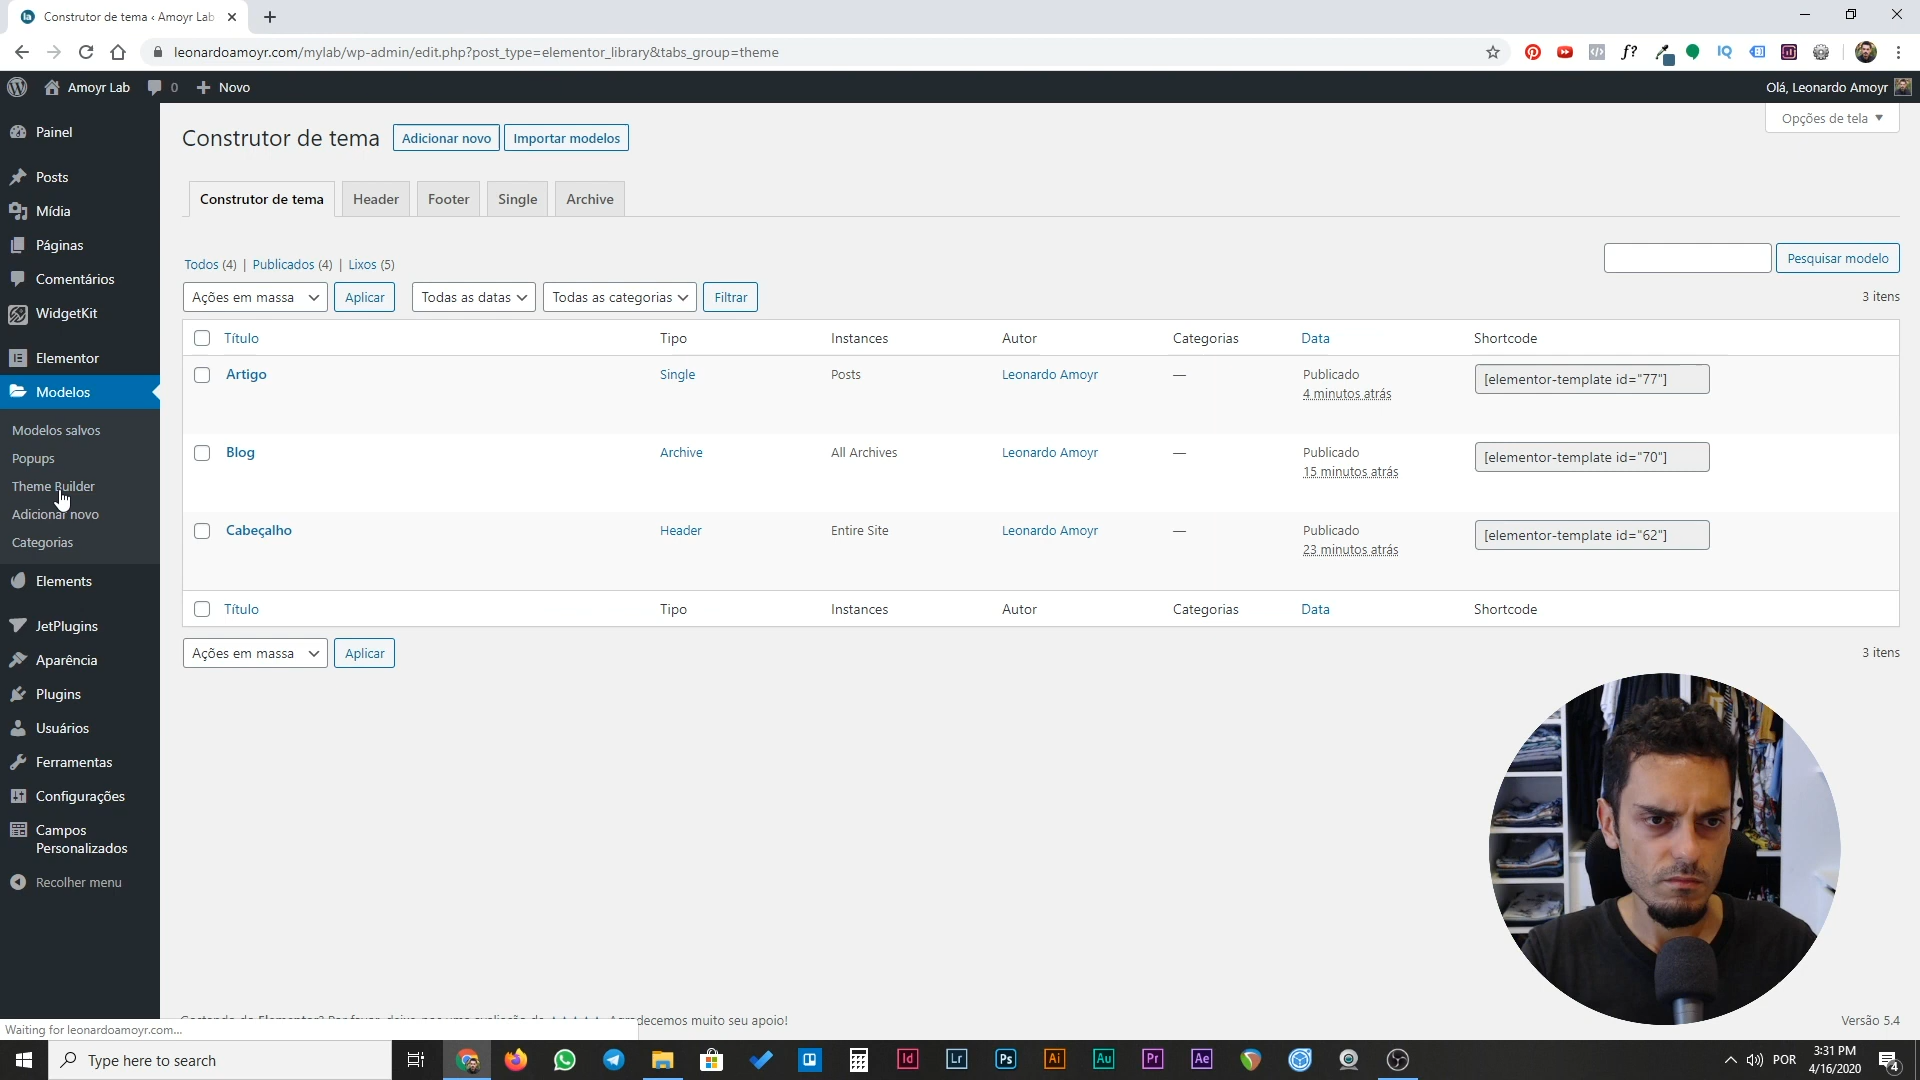 Construtor de tema ‹ Amoyr Lab
leonardoamoyr.com/mylab/wp-admin/edit.php?post_type=elementor_library&tabs_group=theme
Amoyr Lab 0 Novo
Olá, Leonardo Amoyr
Opções de tela
Painel
Posts
Mídia
Páginas
Comentários
WidgetKit
Elementor
Modelos
Modelos salvos
Popups
Theme Builder
Adicionar novo
Categorias
Elements
JetPlugins
Aparência
Plugins
Usuários
Ferramentas
Configurações
Campos
Personalizados
Recolher menu
Construtor de tema Adicionar novo Importar modelos
Construtor de tema Header Footer Single Archive
Todos (4) | Publicados (4) | Lixos (5)
Pesquisar modelo
Ações em massa Aplicar Todas as datas Todas as categorias Filtrar
3 itens
Título Tipo Instances Autor Categorias Data Shortcode
Artigo Single Posts Leonardo Amoyr — Publicado [elementor-template id="77"]
4 minutos atrás
Blog Archive All Archives Leonardo Amoyr — Publicado [elementor-template id="70"]
15 minutos atrás
Cabeçalho Header Entire Site Leonardo Amoyr — Publicado [elementor-template id="62"]
23 minutos atrás
Título Tipo Instances Autor Categorias Data Shortcode
Ações em massa Aplicar
3 itens
decemos muito seu apoio!
Versão 5.4
Waiting for leonardoamoyr.com...
Type here to search
Id Lr Ps Ai Au Pr Ae
POR
3:31 PM
4/16/2020
4